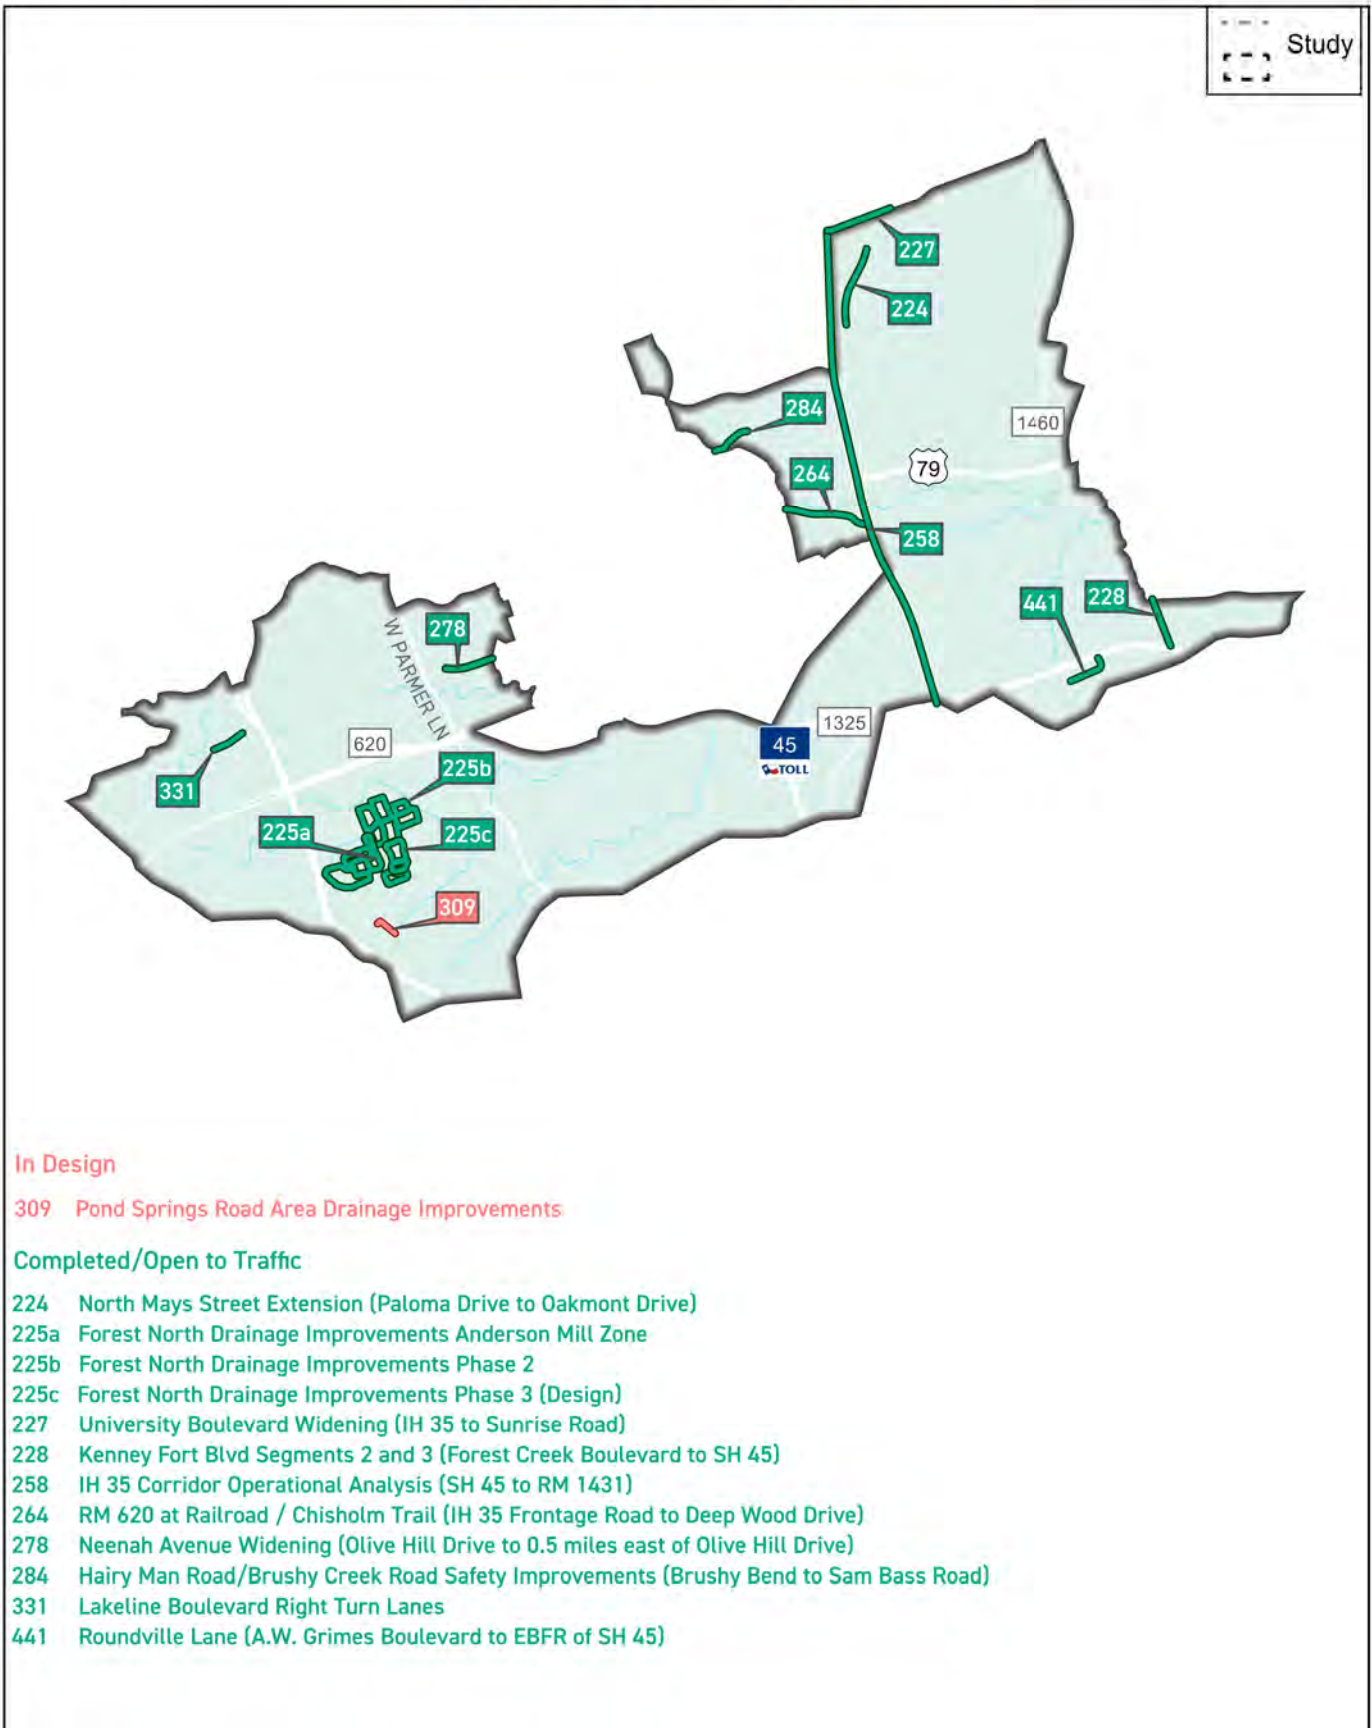 Study
227
224
284
1460
79
264
258
441
228
278
W PARMER LN
1325
620
45
TOLL
225b
331
225a
225c
309
In Design
309 Pond Springs Road Area Drainage Improvements
Completed/Open to Traffic
224 North Mays Street Extension (Paloma Drive to Oakmont Drive)
225a Forest North Drainage Improvements Anderson Mill Zone
225b Forest North Drainage Improvements Phase 2
225c Forest North Drainage Improvements Phase 3 (Design)
227 University Boulevard Widening (IH 35 to Sunrise Road)
228 Kenney Fort Blvd Segments 2 and 3 (Forest Creek Boulevard to SH 45)
258 IH 35 Corridor Operational Analysis (SH 45 to RM 1431)
264 RM 620 at Railroad / Chisholm Trail (IH 35 Frontage Road to Deep Wood Drive)
278 Neenah Avenue Widening (Olive Hill Drive to 0.5 miles east of Olive Hill Drive)
284 Hairy Man Road/Brushy Creek Road Safety Improvements (Brushy Bend to Sam Bass Road)
331 Lakeline Boulevard Right Turn Lanes
441 Roundville Lane (A.W. Grimes Boulevard to EBFR of SH 45)